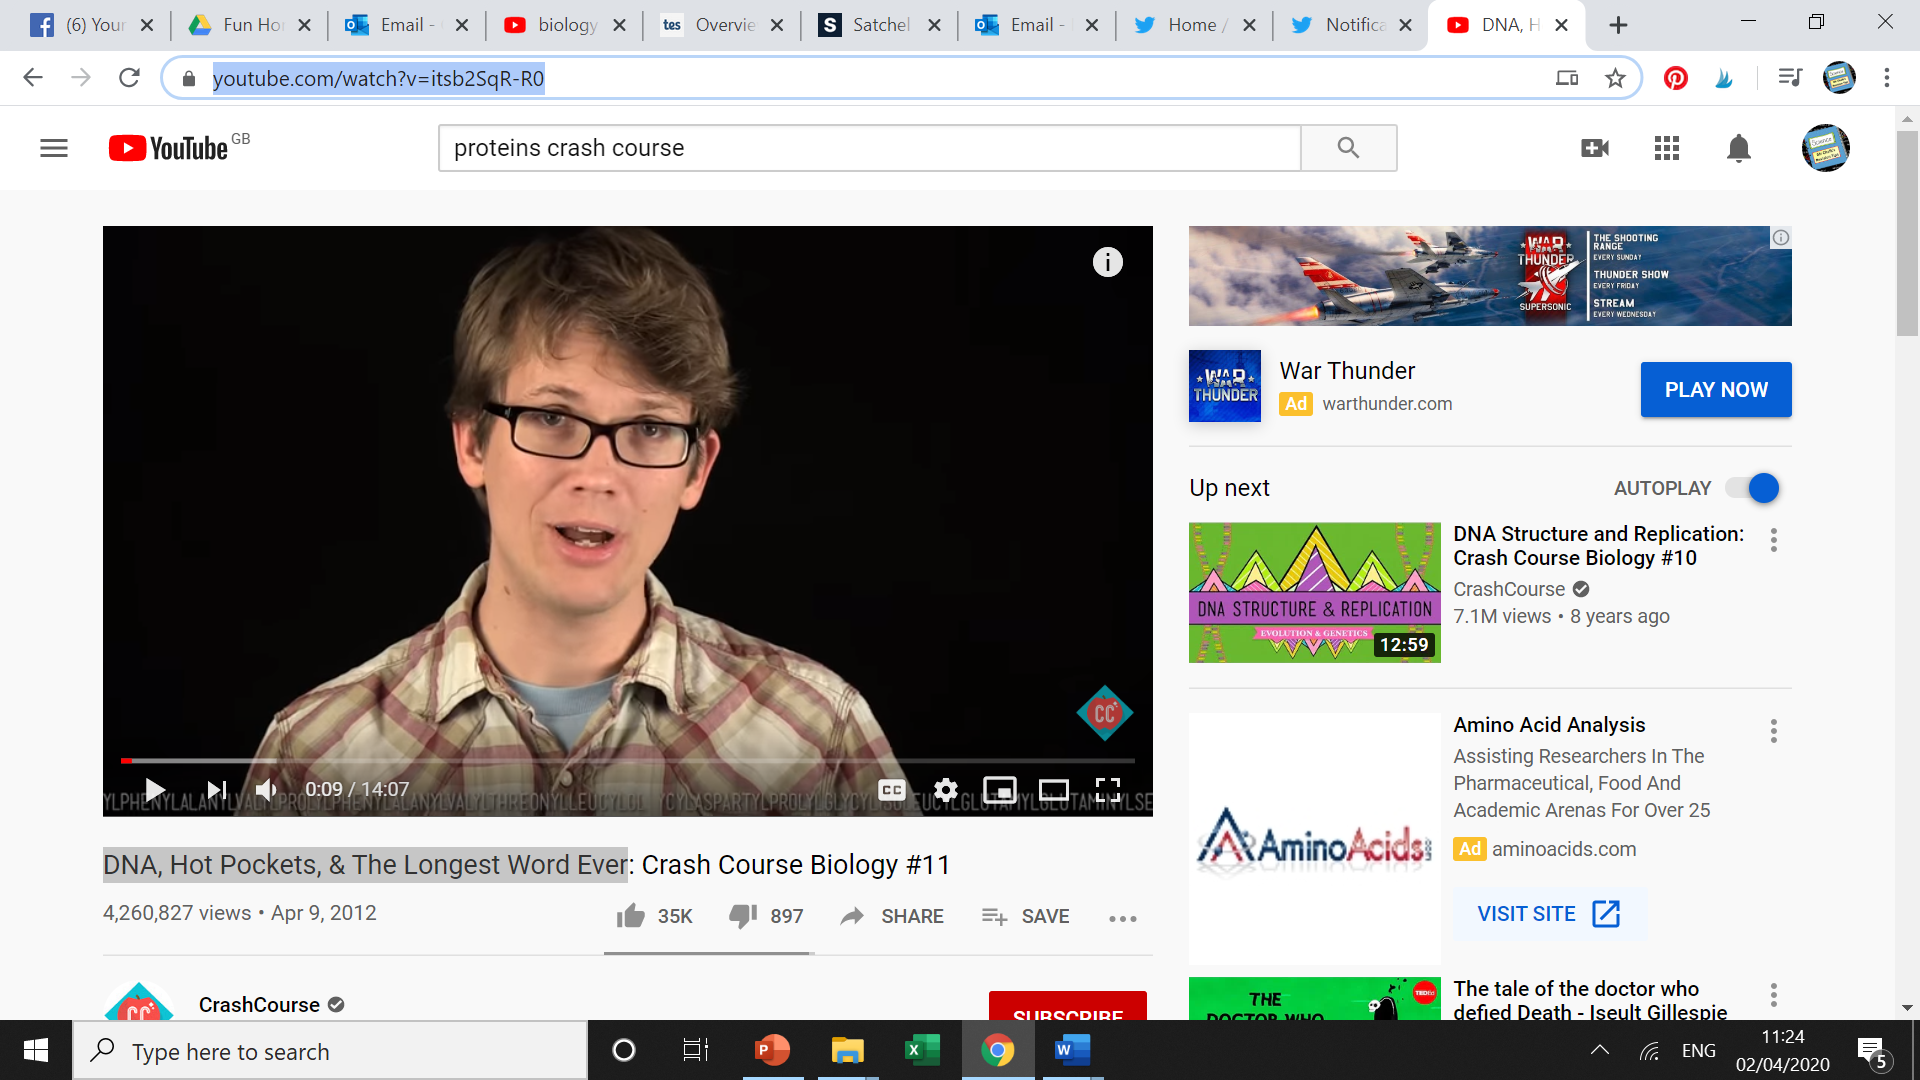 (6) Your
Fun Hor
Email -
biology
tes Overvie
S Satchel
Email -
Home /
Notifica
DNA, H
youtube.com/watch?v=itsb2SqR-R0
YouTube GB
proteins crash course
WAR THUNDER
SUPERSONIC
THE SHOOTING
RANGE
EVERY SUNDAY
THUNDER SHOW
EVERY FRIDAY
STREAM
EVERY WEDNESDAY
WAR THUNDER
War Thunder
Ad warthunder.com
PLAY NOW
Up next
AUTOPLAY
DNA STRUCTURE & REPLICATION
EVOLUTION & GENETICS
12:59
DNA Structure and Replication:
Crash Course Biology #10
CrashCourse
7.1M views • 8 years ago
CC
0:09 / 14:07
CC
DNA, Hot Pockets, & The Longest Word Ever: Crash Course Biology #11
4,260,827 views • Apr 9, 2012
35K
897
SHARE
SAVE
CrashCourse
SUBSCRIBE
AminoAcids
Amino Acid Analysis
Assisting Researchers In The
Pharmaceutical, Food And
Academic Arenas For Over 25
Ad aminoacids.com
VISIT SITE
THE
DOCTOR WHO
TEDEd
The tale of the doctor who
defied Death - Iseult Gillespie
Type here to search
ENG
11:24
02/04/2020
5